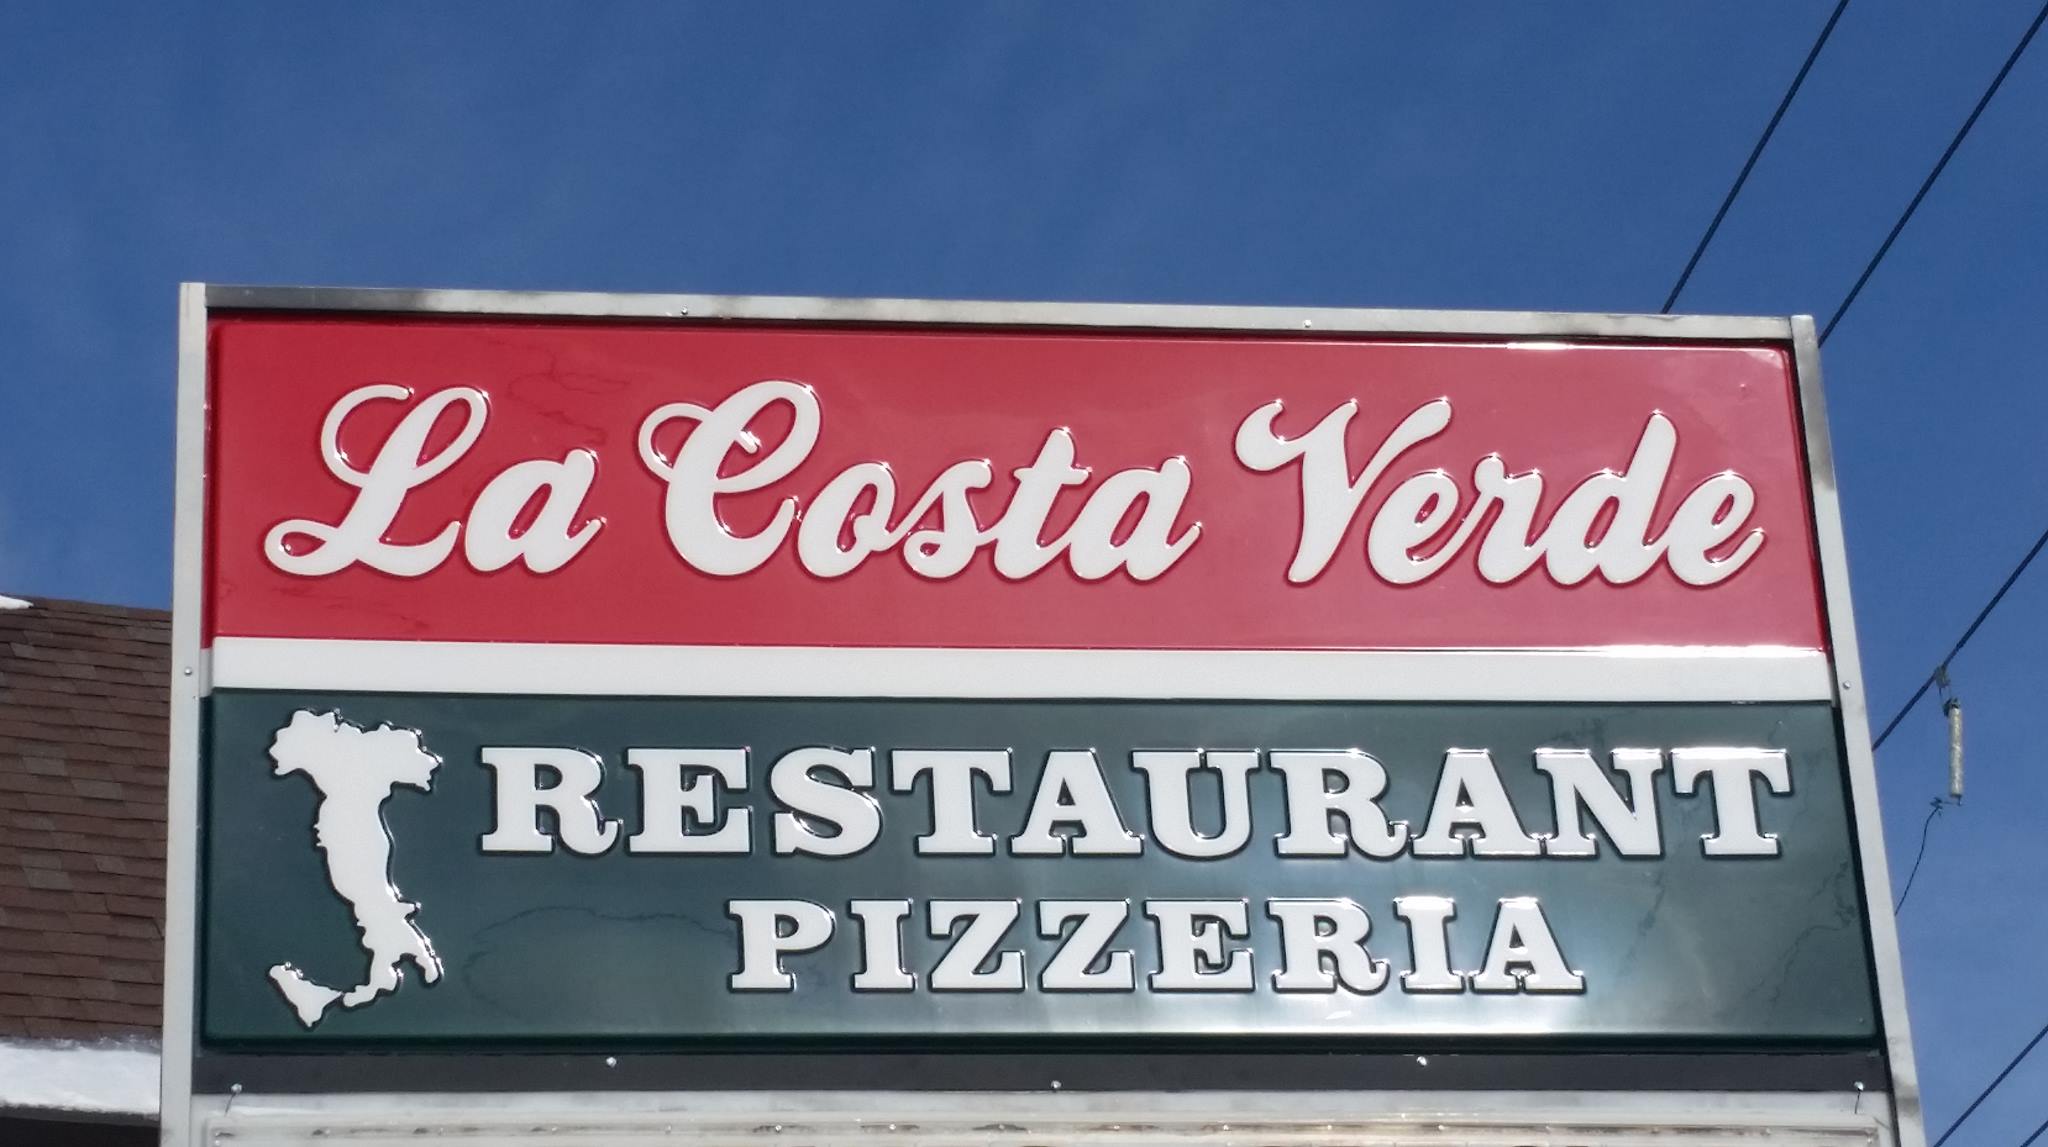 La Costa Verde
RESTAURANT
PIZZERIA